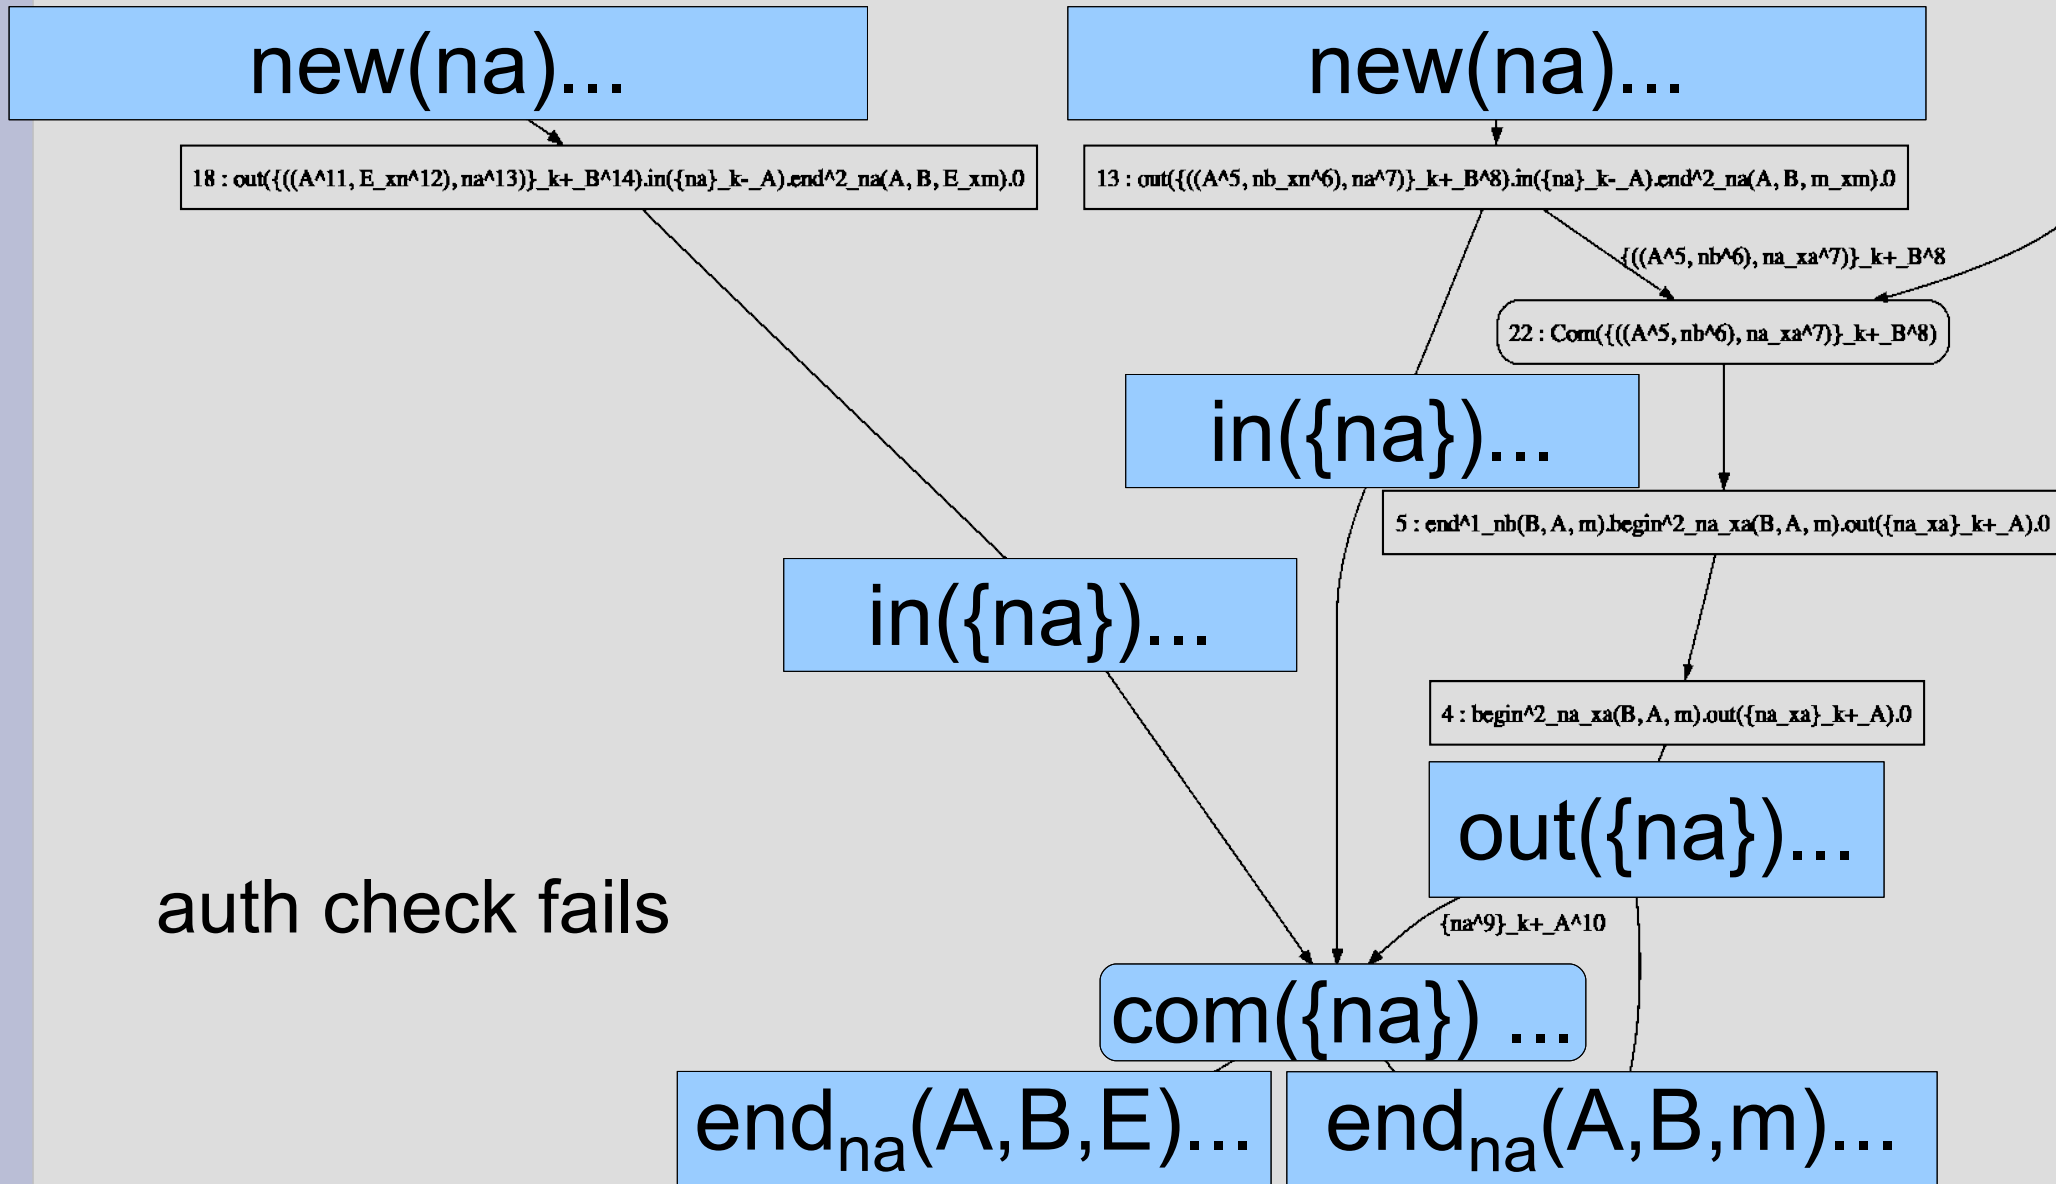 new(na)...
new(na)...
18 : out({((A^11, E_xn^12), na^13)}_k+_B^14).in({na}_k-_A).end^2_na(A, B, E_xm).0
13 : out({((A^5, nb_xn^6), na^7)}_k+_B^8).in({na}_k-_A).end^2_na(A, B, m_xm).0
{((A^5, nb^6), na_xa^7)}_k+_B^8
22 : Com({((A^5, nb^6), na_xa^7)}_k+_B^8)
in({na})...
5 : end^1_nb(B, A, m).begin^2_na_xa(B, A, m).out({na_xa}_k+_A).0
in({na})...
4 : begin^2_na_xa(B, A, m).out({na_xa}_k+_A).0
out({na})...
auth check fails
{na^9}_k+_A^10
com({na}) ...
endna(A,B,E)...
endna(A,B,m)...